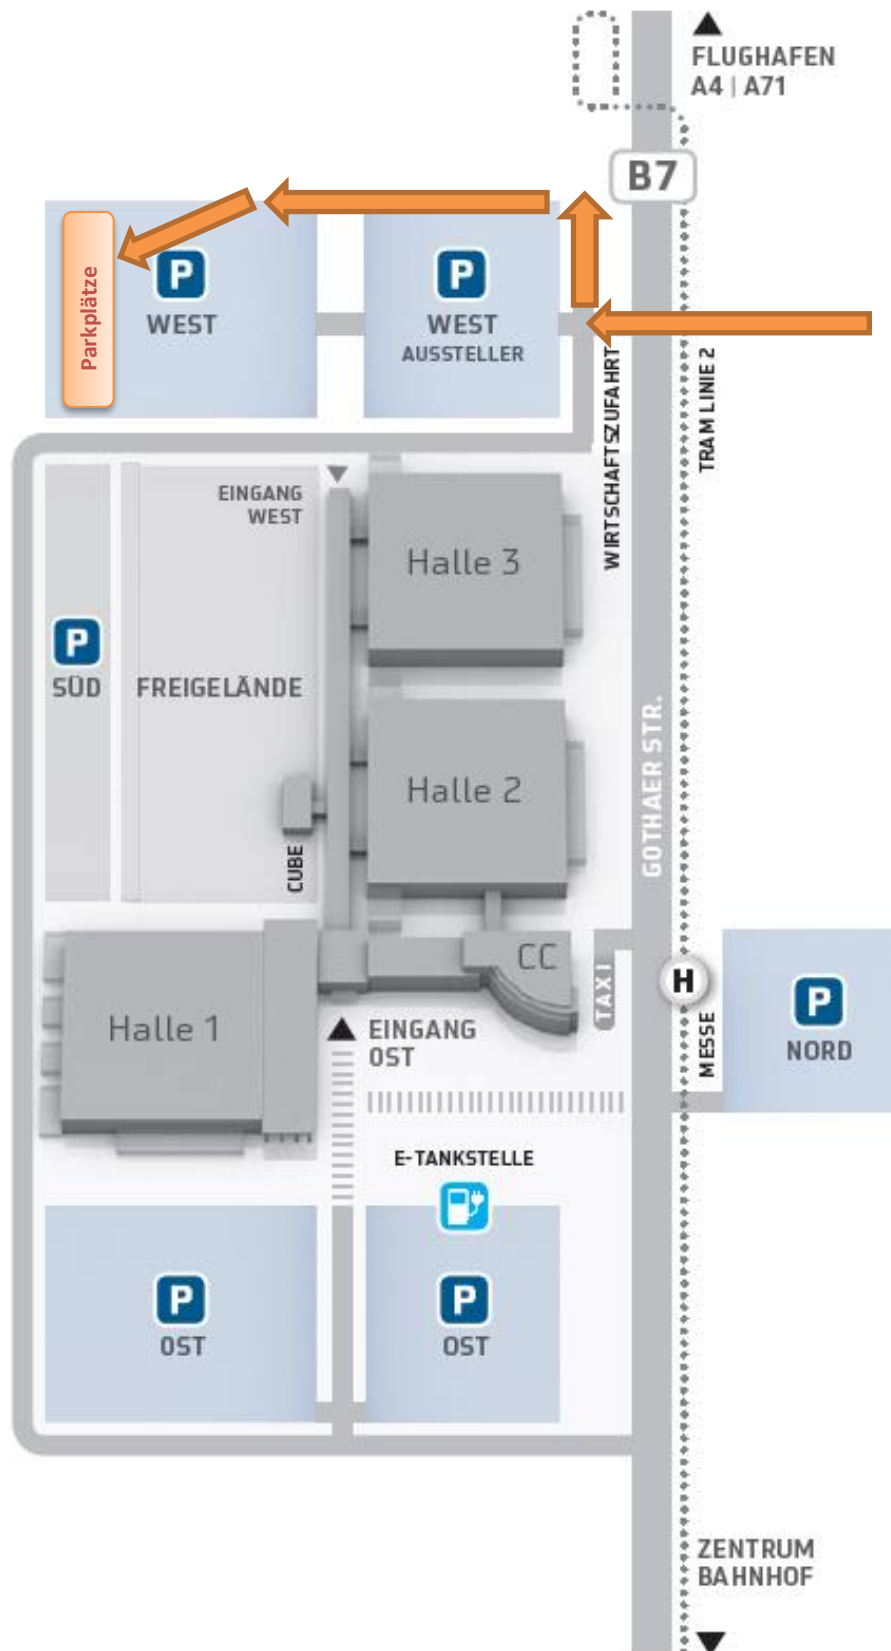 FLUGHAFEN
A4 | A71
B7
P
WEST
P
WEST
AUSSTELLER
Parkplätze
WIRTSCHAFTSZUFAHRT
TRAM LINIE 2
EINGANG
WEST
Halle 3
P
SÜD
FREIGELÄNDE
Halle 2
CUBE
GOTHAER STR.
Halle 1
CC
TAXI
H
MESSE
P
NORD
EINGANG
OST
E-TANKSTELLE
P
OST
P
OST
ZENTRUM
BAHNHOF